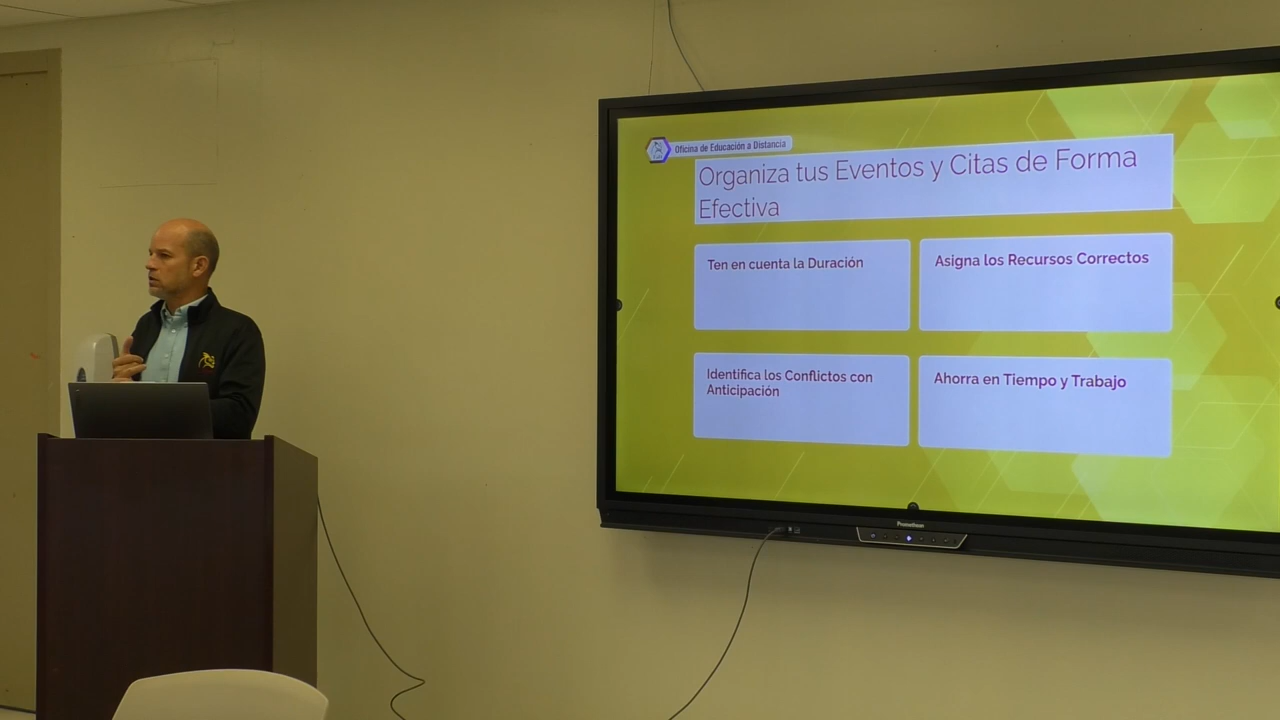 Oficina de Educación a Distancia
Organiza tus Eventos y Citas de Forma
Efectiva
Ten en cuenta la Duración
Asigna los Recursos Correctos
Identifica los Conflictos con
Anticipación
Ahorra en Tiempo y Trabajo
Promethean